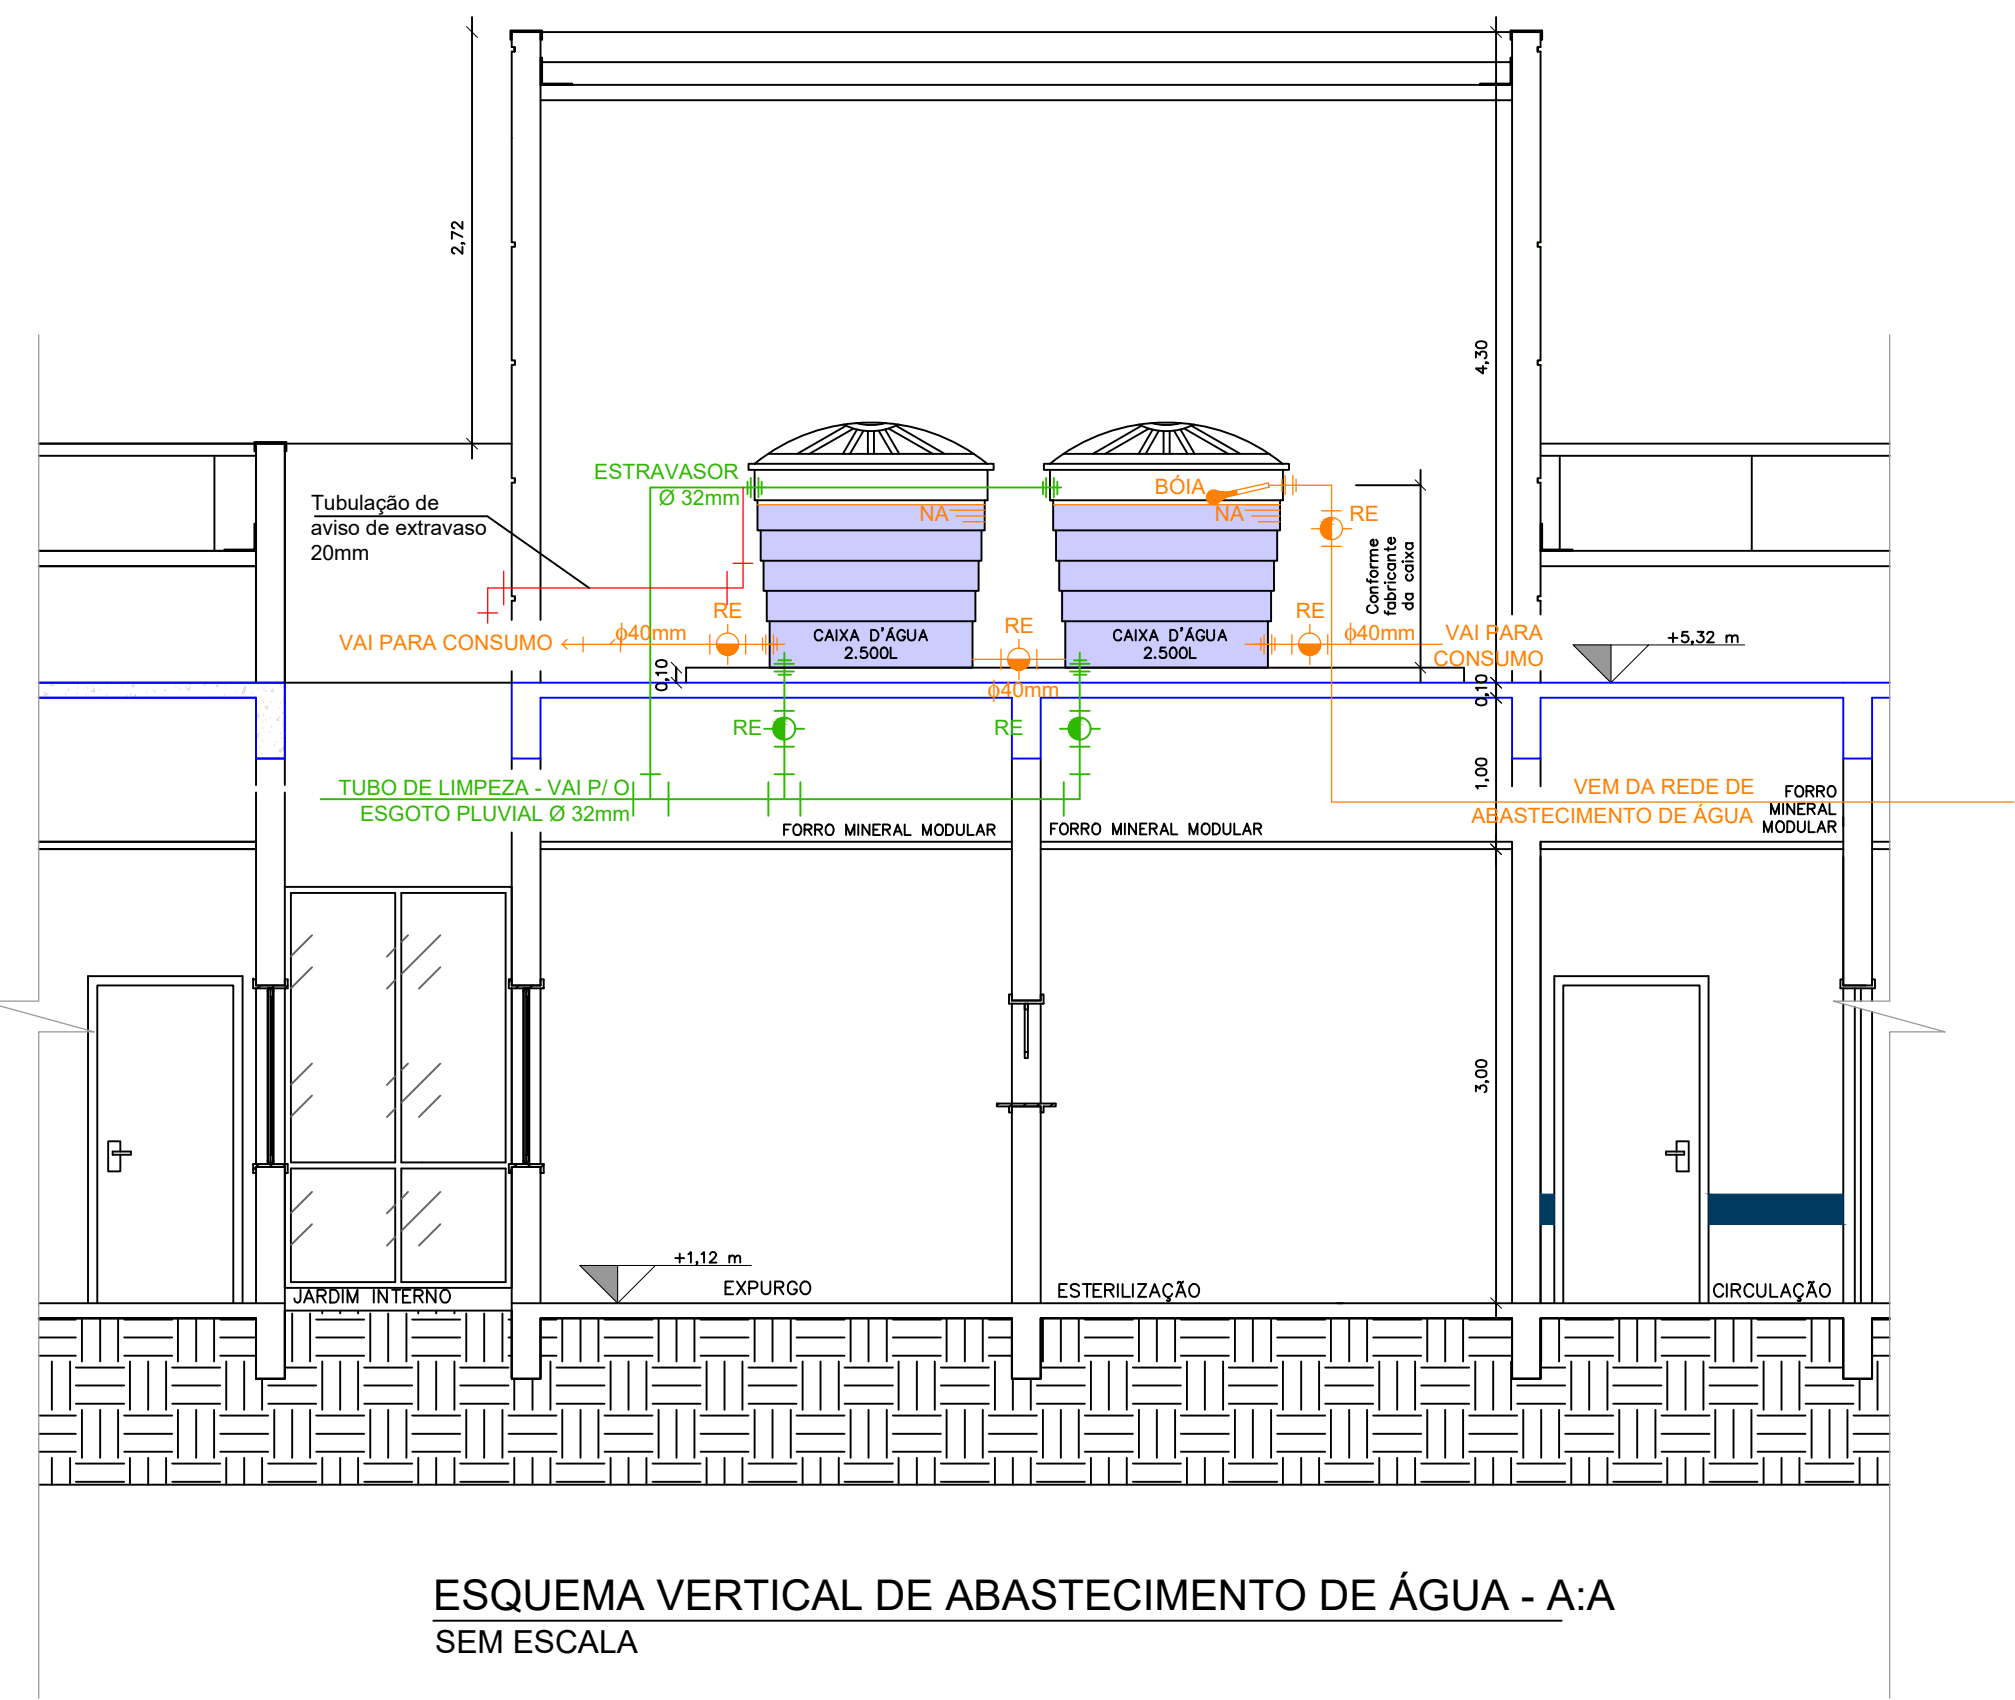 2,72
4,30
ESTRAVASOR
Ø 32mm
BÓIA
NA
NA
RE
Tubulação de
aviso de extravaso
20mm
Conforme
fabricante
da caixa
RE
RE
RE
VAI PARA CONSUMO
ϕ40mm
CAIXA D'ÁGUA
2.500L
CAIXA D'ÁGUA
2.500L
ϕ40mm
VAI PARA
CONSUMO
+5,32 m
0,10
ϕ40mm
0,10
RE
RE
1,00
TUBO DE LIMPEZA - VAI P/ O
ESGOTO PLUVIAL Ø 32mm
VEM DA REDE DE
ABASTECIMENTO DE ÁGUA
FORRO
MINERAL
MODULAR
FORRO MINERAL MODULAR
FORRO MINERAL MODULAR
3,00
+1,12 m
JARDIM INTERNO
EXPURGO
ESTERILIZAÇÃO
CIRCULAÇÃO
ESQUEMA VERTICAL DE ABASTECIMENTO DE ÁGUA - A:A
SEM ESCALA